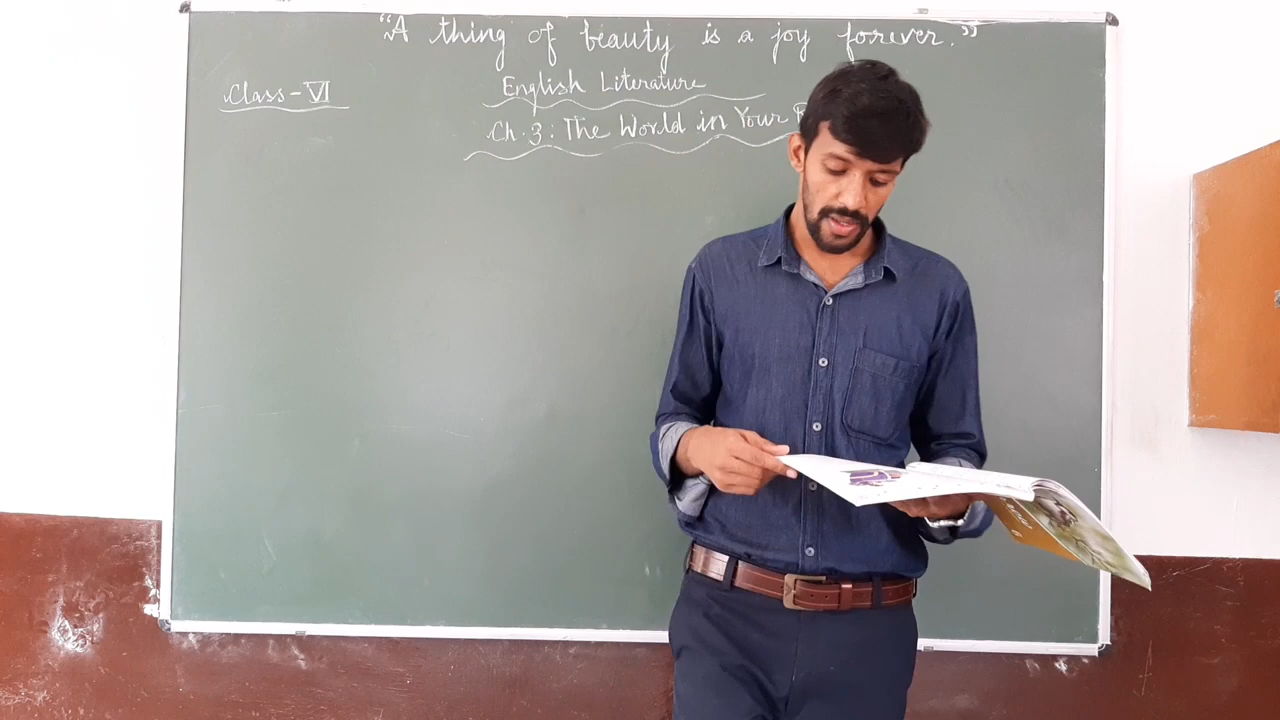 “A thing of beauty is a joy forever.”
English Literature
Class - VI
Ch. 3: The World in Your